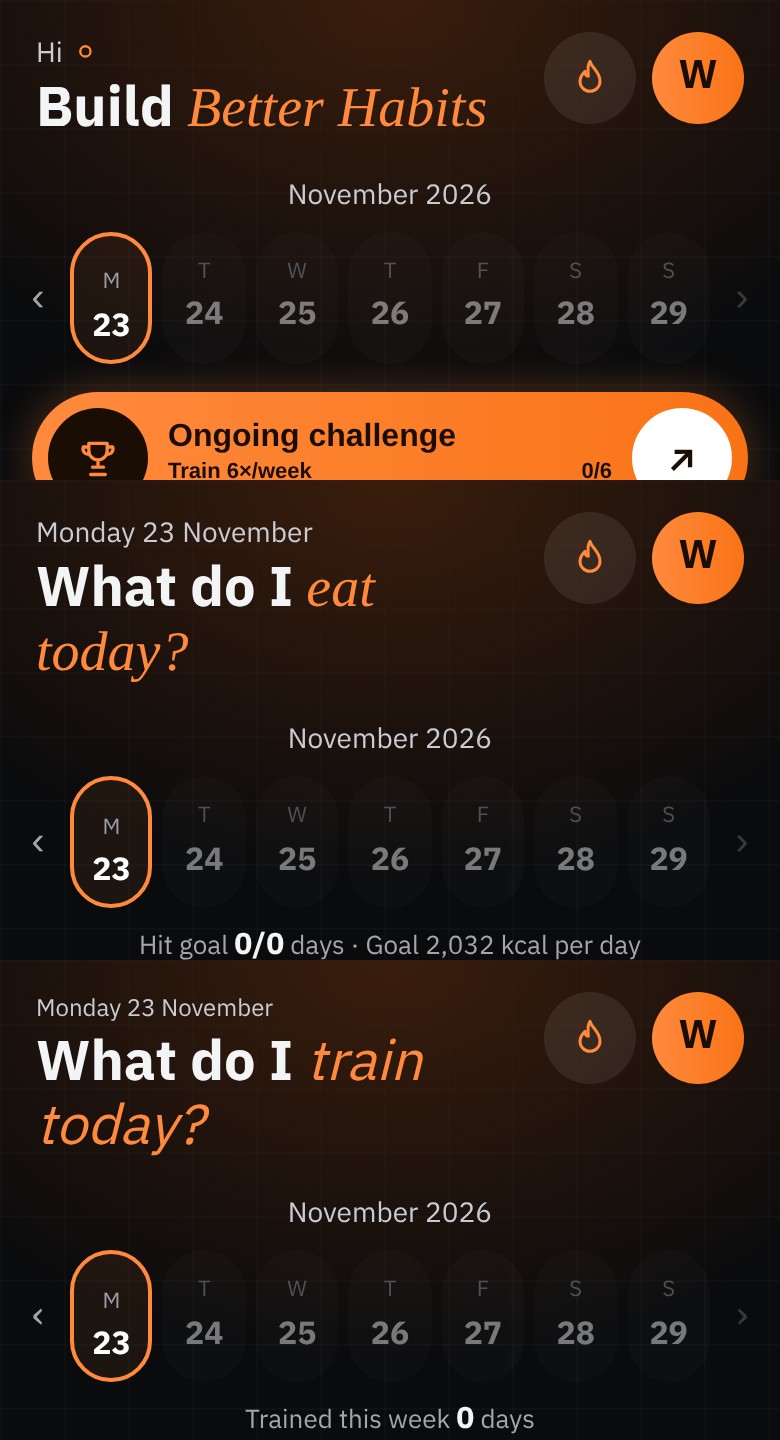 Hi
Build Better Habits
W
November 2026
M T W T F S S
‹ 23 24 25 26 27 28 29 ›
Ongoing challenge
Train 6×/week 0/6
Monday 23 November
What do I eat
today?
W
November 2026
M T W T F S S
‹ 23 24 25 26 27 28 29 ›
Hit goal 0/0 days · Goal 2,032 kcal per day
Monday 23 November
What do I train
today?
W
November 2026
M T W T F S S
‹ 23 24 25 26 27 28 29 ›
Trained this week 0 days